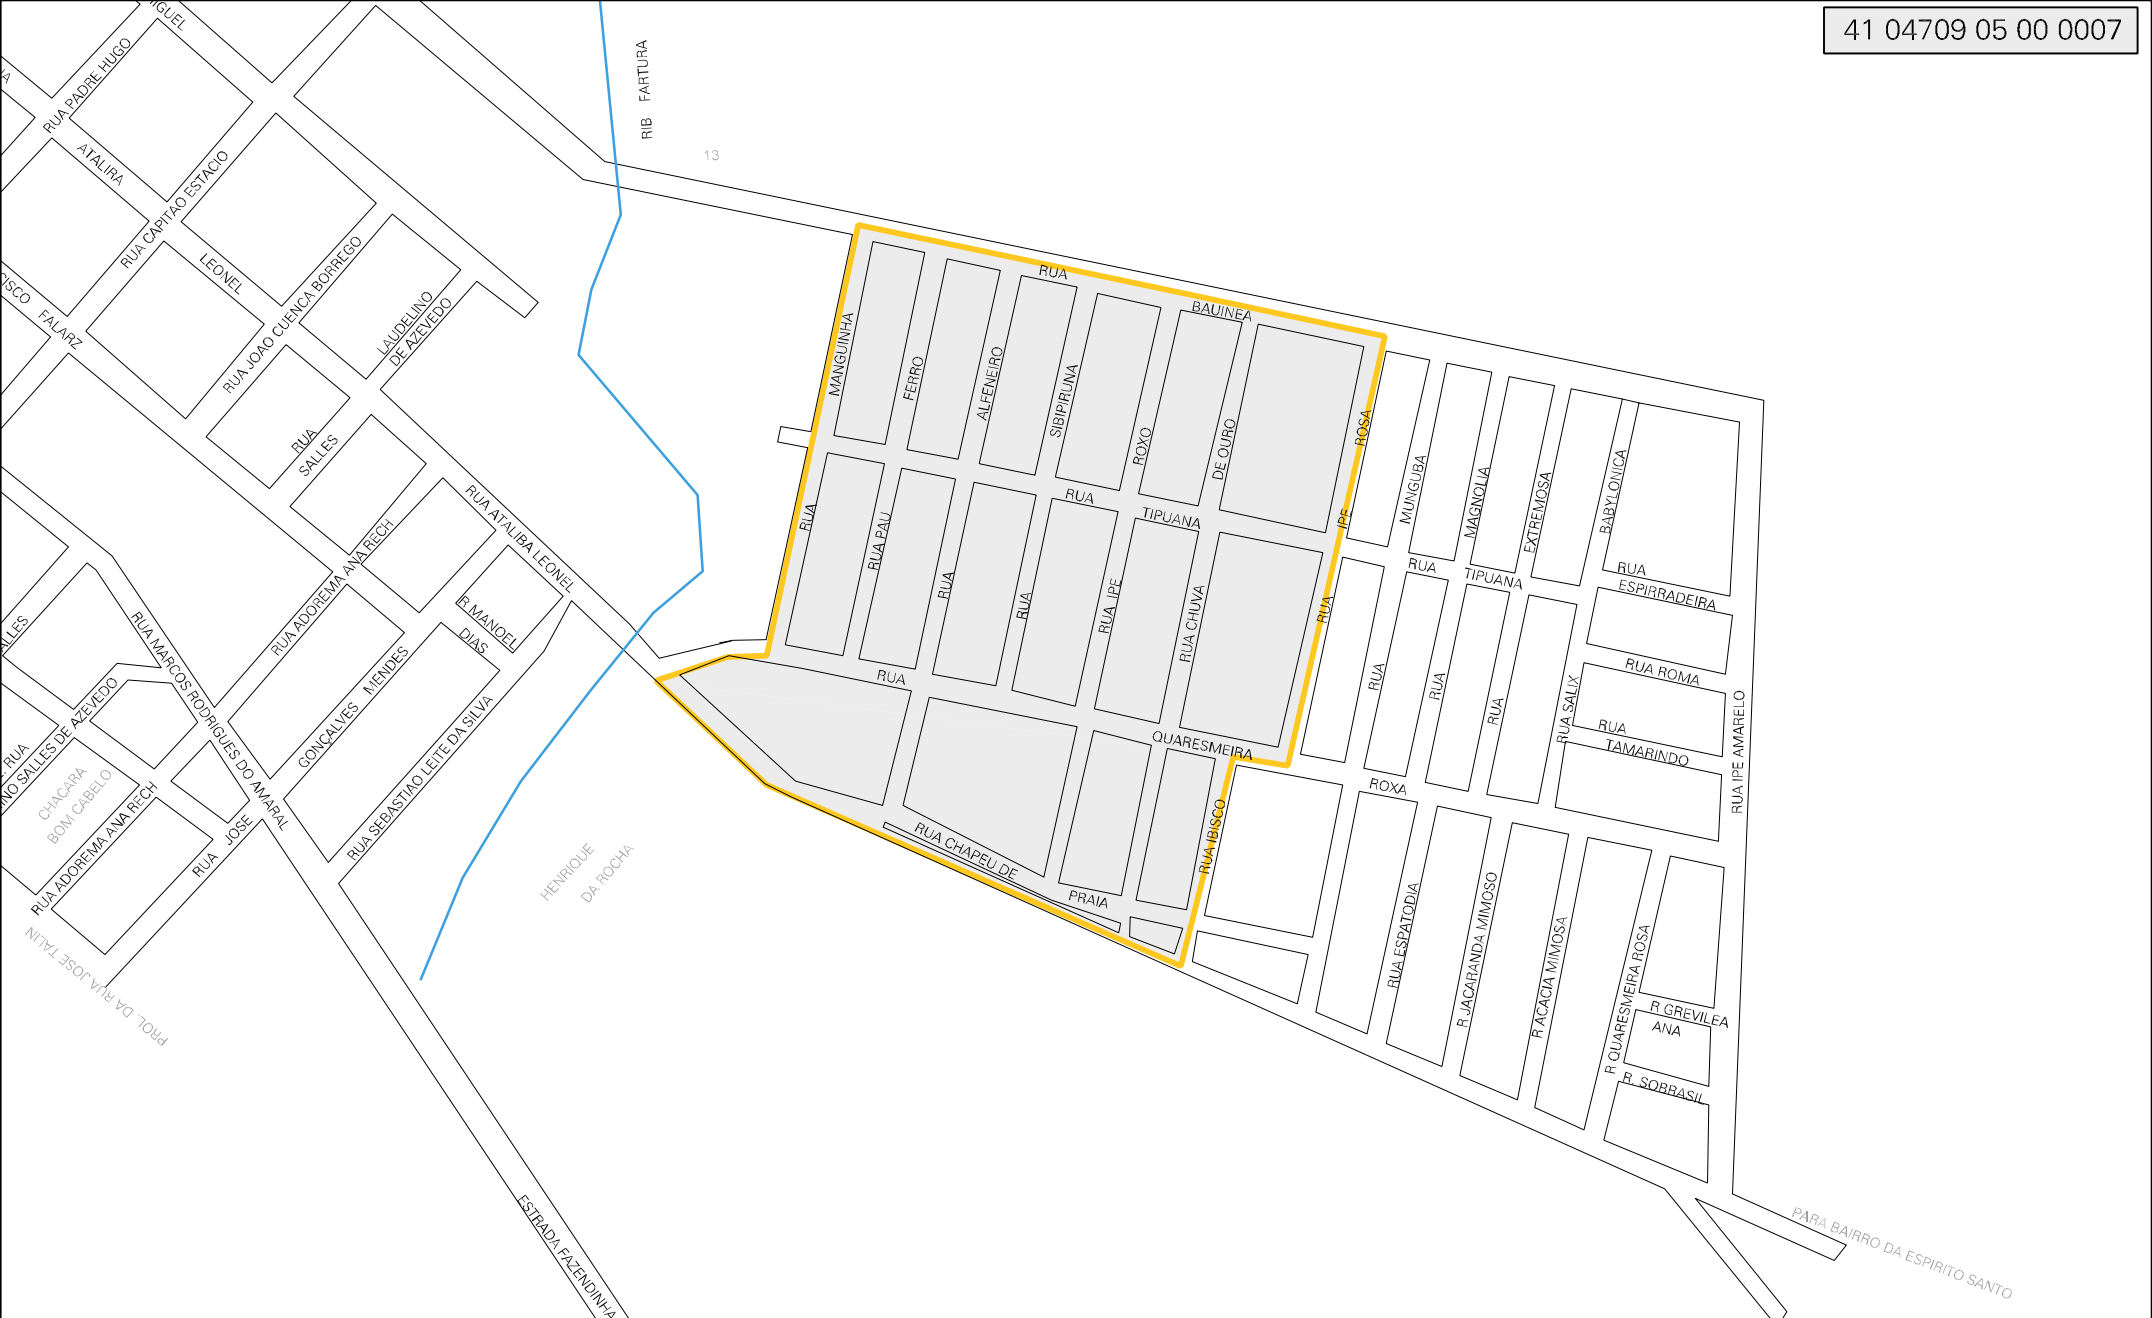 41 04709 05 00 0007
IGUEL
RUA PADRE HUGO
ATALIRA
RUA CAPITAO ESTACIO
LEONEL
RUA JOAO CUENCA BORREGO
LAUDELINO
DE AZEVEDO
FALARZ
RUA
SALLES
RUA ATALIBA LEONEL
RUA ADOREMA ANA RECH
R MANOEL
DIAS
RUA MARCOS RODRIGUES DO AMARAL
GONÇALVES MENDES
RUA SEBASTIAO LEITE DA SILVA
ALLES
RUA
INO SALLES DE AZEVEDO
CHACARA
BOM CABELO
RUA ADOREMA ANA RECH
RUA JOSE
PROL. DA RUA JOSE TALIN
HENRIQUE
DA ROCHA
ESTRADA FAZENDINHA
RIB FARTURA
13
RUA BAUINEA
RUA MANGUINHA
RUA PAU FERRO
RUA ALFENEIRO
RUA SIBIPIRUNA
RUA IPE ROXO
RUA CHUVA DE OURO
RUA IPE ROSA
RUA TIPUANA
RUA QUARESMEIRA ROXA
RUA CHAPEU DE PRAIA
RUA IBISCO
RUA MUNGUBA
RUA MAGNOLIA
RUA EXTREMOSA
RUA SALIX BABYLONICA
RUA TIPUANA
RUA
ESPIRRADEIRA
RUA ROMA
RUA
TAMARINDO
RUA IPE AMARELO
RUA ESPATODIA
R JACARANDA MIMOSO
R ACACIA MIMOSA
R QUARESMEIRA ROSA
R GREVILEA
ANA
R. SOBRASIL
PARA BAIRRO DA ESPIRITO SANTO